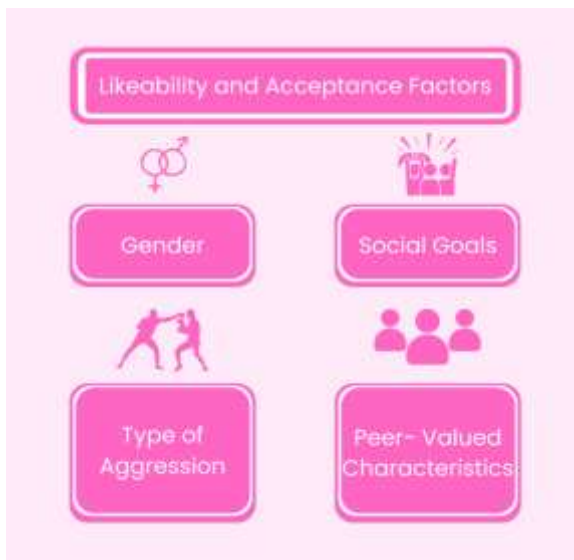 Likeability and Acceptance Factors
Gender
Social Goals
Type of
Aggression
Peer- Valued
Characteristics